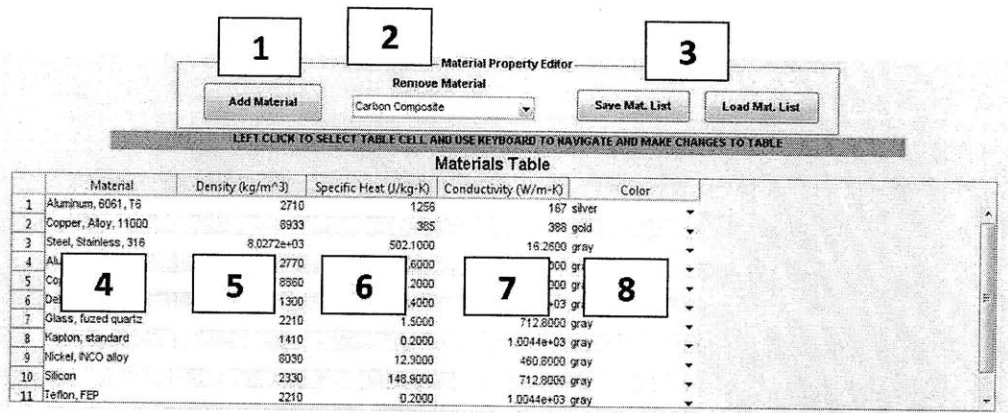 1 2 3
Material Property Editor
Remove Material
Add Material Carbon Composite Save Mat. List Load Mat. List
LEFT CLICK TO SELECT TABLE CELL AND USE KEYBOARD TO NAVIGATE AND MAKE CHANGES TO TABLE
Materials Table
Material Density (kg/m^3) Specific Heat (J/kg-K) Conductivity (W/m-K) Color
1 Aluminum, 6061, T6 2710 1256 167 silver
2 Copper, Alloy, 11000 8933 385 388 gold
3 Steel, Stainless, 316 8.0272e+03 502.1000 16.2600 gray
4 2770 .6000
5 8860 .2000
6 1300 .4000
4 5 6 7 8
7 Glass, fuzed quartz 2210 1.5000 712.8000 gray
8 Kapton, standard 1410 0.2000 1.0044e+03 gray
9 Nickel, INCO alloy 8030 12.3000 460.8000 gray
10 Silicon 2330 148.9000 712.8000 gray
11 Teflon, FEP 2210 0.2000 1.0044e+03 gray